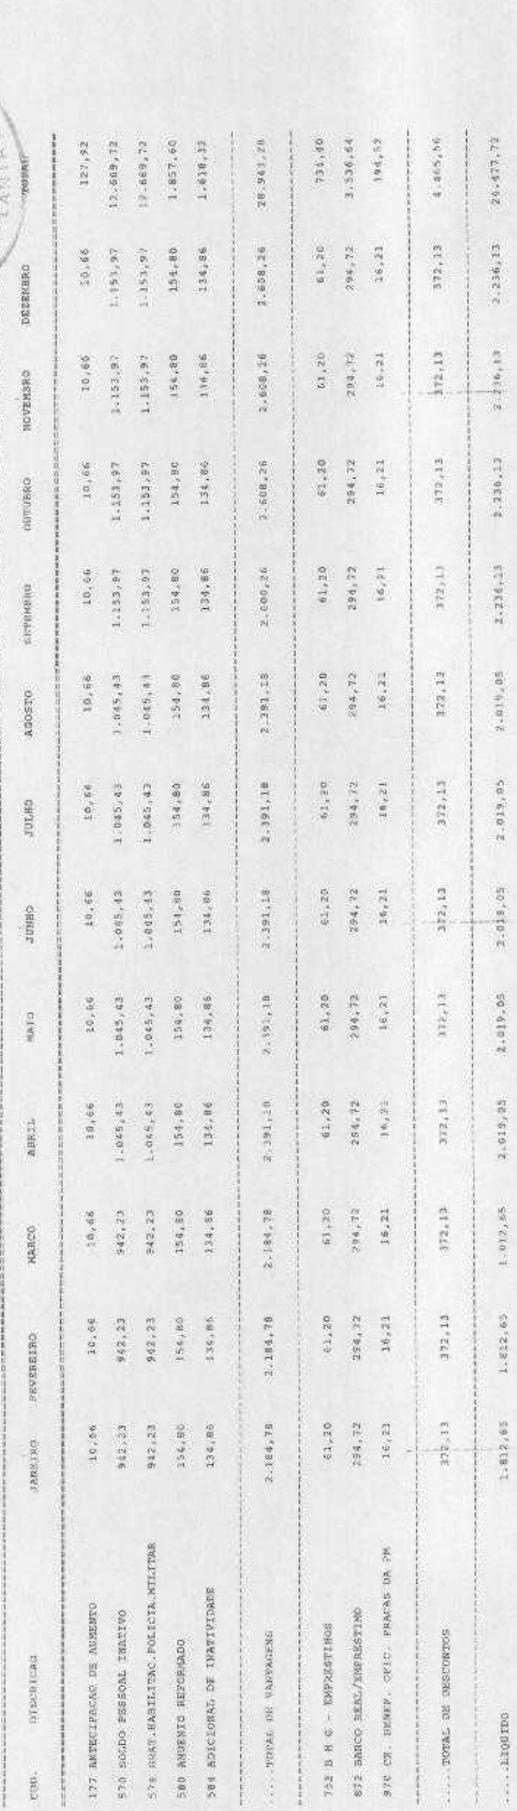 COD. DISCRICAO JANEIRO FEVEREIRO MARCO ABRIL MAIO JUNHO JULHO AGOSTO SETEMBRO OUTUBRO NOVEMBRO DEZEMBRO TOTAL
177 ANTECIPACAO DE AUMENTO 10,66 10,66 10,66 10,66 10,66 10,66 10,66 10,66 10,66 10,66 10,66 10,66 127,92
570 SOLDO PESSOAL INATIVO 942,23 942,23 942,23 1.045,43 1.045,43 1.045,43 1.045,43 1.045,43 1.153,97 1.153,97 1.153,97 1.153,97 12.669,72
574 GRAT.HABILITAC.POLICIA MILITAR 942,23 942,23 942,23 1.045,43 1.045,43 1.045,43 1.045,43 1.045,43 1.153,97 1.153,97 1.153,97 1.153,97 12.669,72
580 ANUENIO REFORMADO 154,80 154,80 154,80 154,80 154,80 154,80 154,80 154,80 154,80 154,80 154,80 154,80 1.857,60
584 ADICIONAL DE INATIVIDADE 134,86 134,86 134,86 134,86 134,86 134,86 134,86 134,86 134,86 134,86 134,86 134,86 1.618,32
.....TOTAL DE VANTAGENS 2.184,78 2.184,78 2.184,78 2.391,18 2.391,18 2.391,18 2.391,18 2.391,18 2.608,26 2.608,26 2.608,26 2.608,26 28.943,28
722 B M G - EMPRESTIMOS 61,20 61,20 61,20 61,20 61,20 61,20 61,20 61,20 61,20 61,20 61,20 61,20 734,40
872 BANCO REAL/EMPRESTIMO 294,72 294,72 294,72 294,72 294,72 294,72 294,72 294,72 294,72 294,72 294,72 294,72 3.536,64
970 CX BENEF. OFIC. PRACAS DA PM 16,21 16,21 16,21 16,21 16,21 16,21 16,21 16,21 16,21 16,21 16,21 16,21 194,52
.....TOTAL DE DESCONTOS 372,13 372,13 372,13 372,13 372,13 372,13 372,13 372,13 372,13 372,13 372,13 372,13 4.465,56
.....LIQUIDO 1.812,65 1.812,65 1.812,65 2.019,05 2.019,05 2.019,05 2.019,05 2.019,05 2.236,13 2.236,13 2.236,13 2.236,13 24.477,72